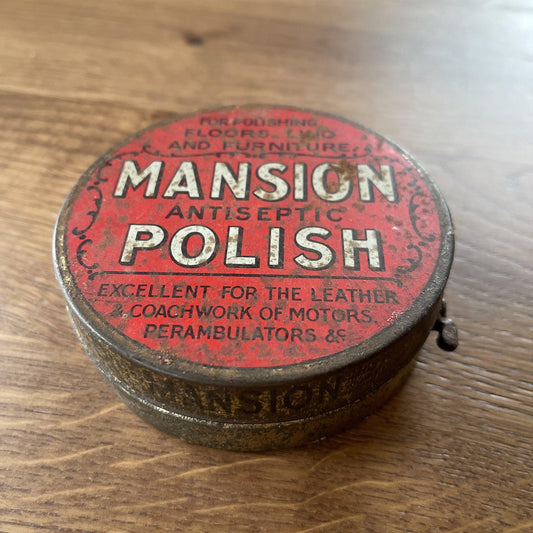 FOR POLISHING
FLOORS, LINO
AND FURNITURE,
MANSION
ANTISEPTIC
POLISH
EXCELLENT FOR THE LEATHER
& COACHWORK OF MOTORS,
PERAMBULATORS &c
MANSION